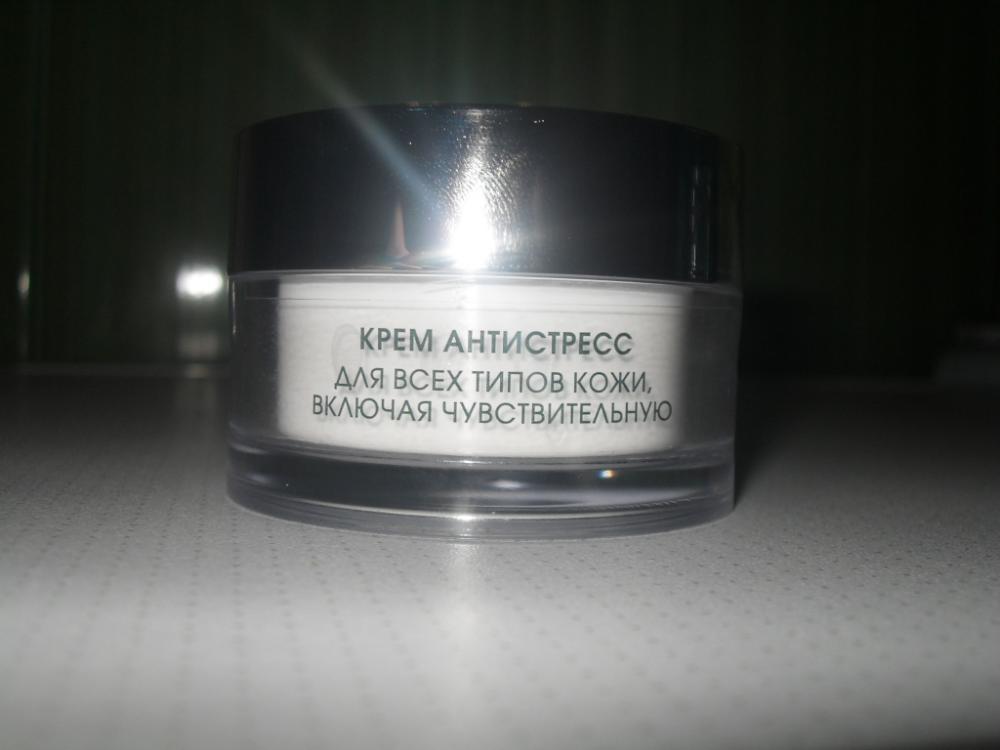 КРЕМ АНТИСТРЕСС
ДЛЯ ВСЕХ ТИПОВ КОЖИ,
ВКЛЮЧАЯ ЧУВСТВИТЕЛЬНУЮ